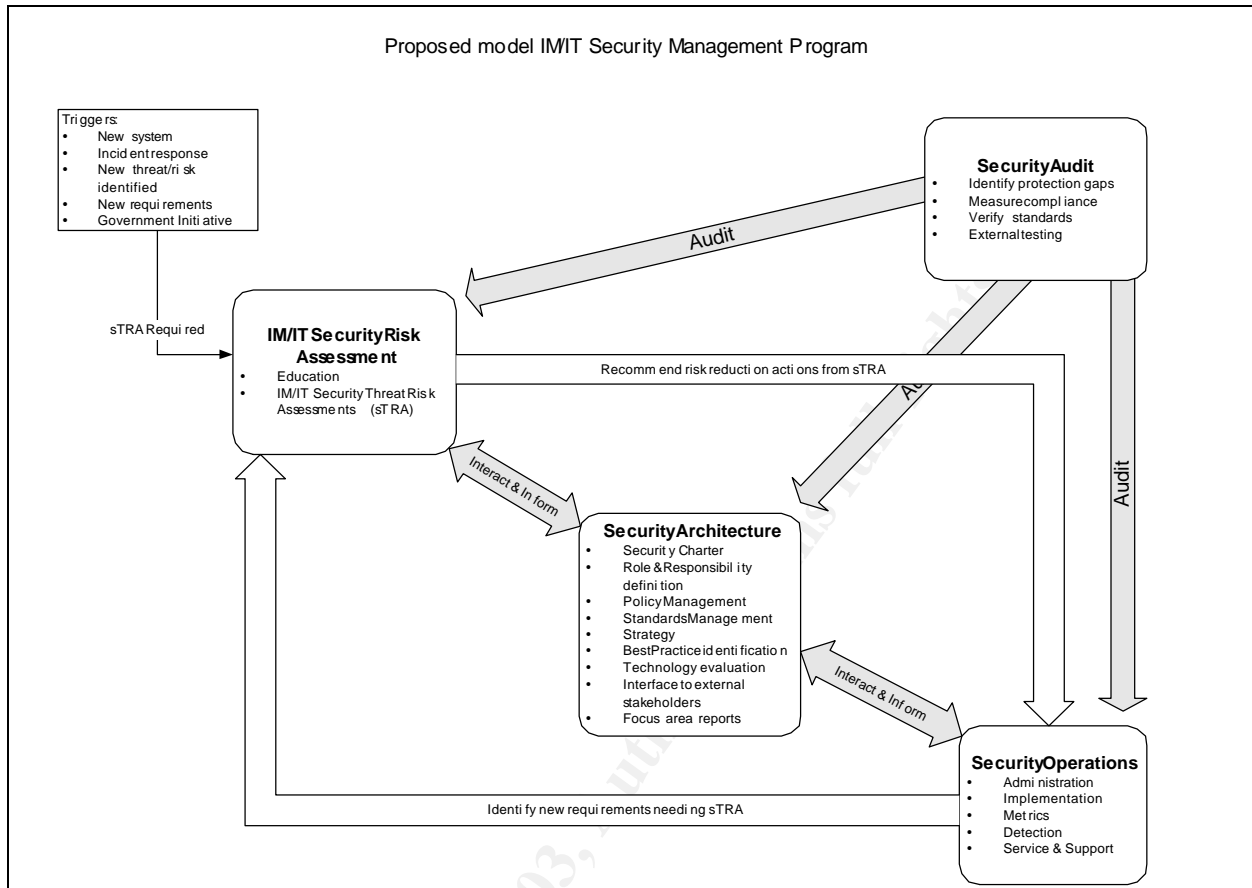 Proposed model IM/IT Security Management Program
Triggers:
• New system
• Incident response
• New threat/risk
identified
• New requirements
• Government Initiative
Security Audit
• Identify protection gaps
• Measure compliance
• Verify standards
• External testing
Audit
sTRA Required
IM/IT Security Risk
Assessment
• Education
• IM/IT Security Threat Risk
Assessments (sTRA)
Recommend risk reduction actions from sTRA
Audit
Interact & Inform
Security Architecture
• Security Charter
• Role & Responsibility
definition
• Policy Management
• Standards Management
• Strategy
• Best Practice identification
• Technology evaluation
• Interface to external
stakeholders
• Focus area reports
Interact & Inform
Security Operations
• Administration
• Implementation
• Metrics
• Detection
• Service & Support
Identify new requirements needing sTRA